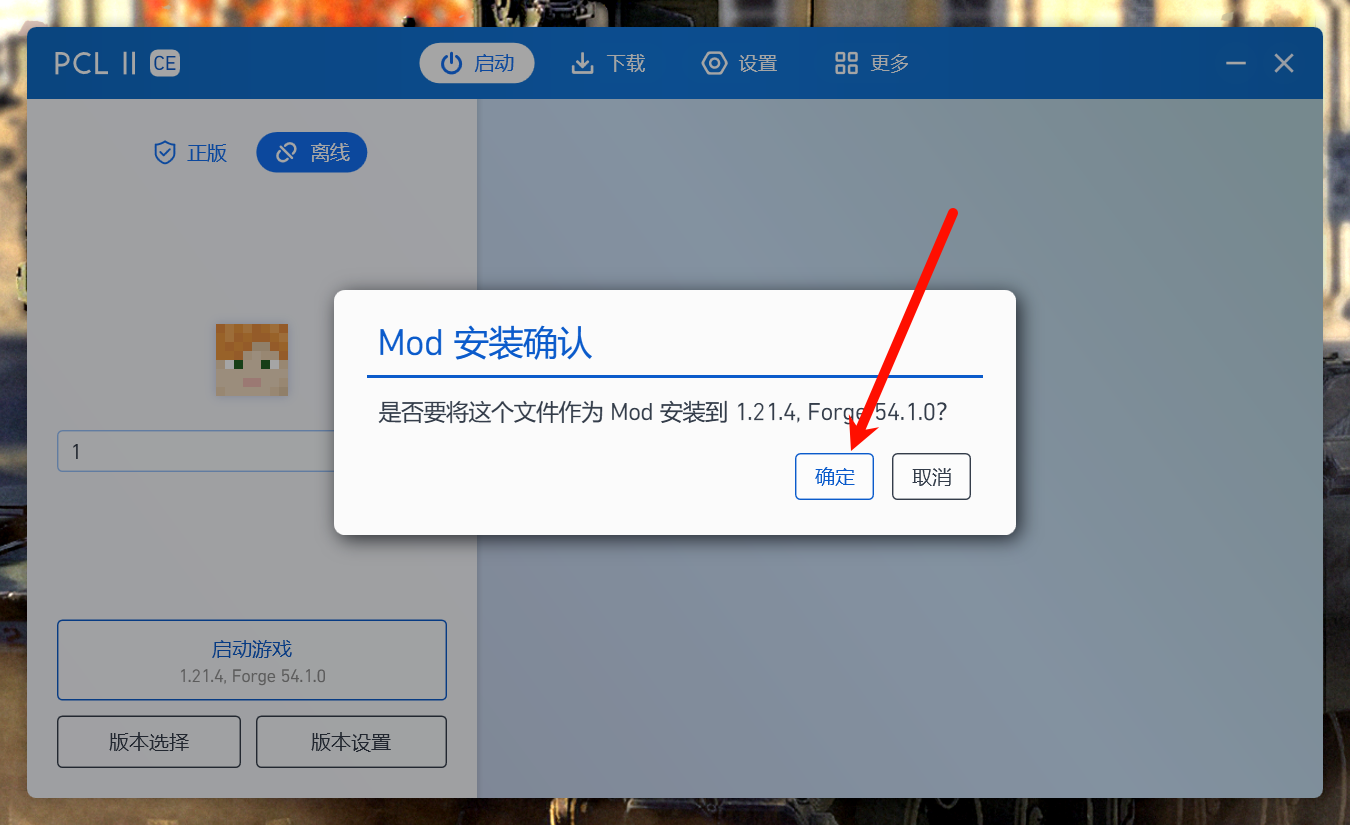 PCL II CE
启动
下载
设置
更多
正版
离线
Mod 安装确认
是否要将这个文件作为 Mod 安装到 1.21.4, Forge 54.1.0?
1
确定
取消
启动游戏
1.21.4, Forge 54.1.0
版本选择
版本设置